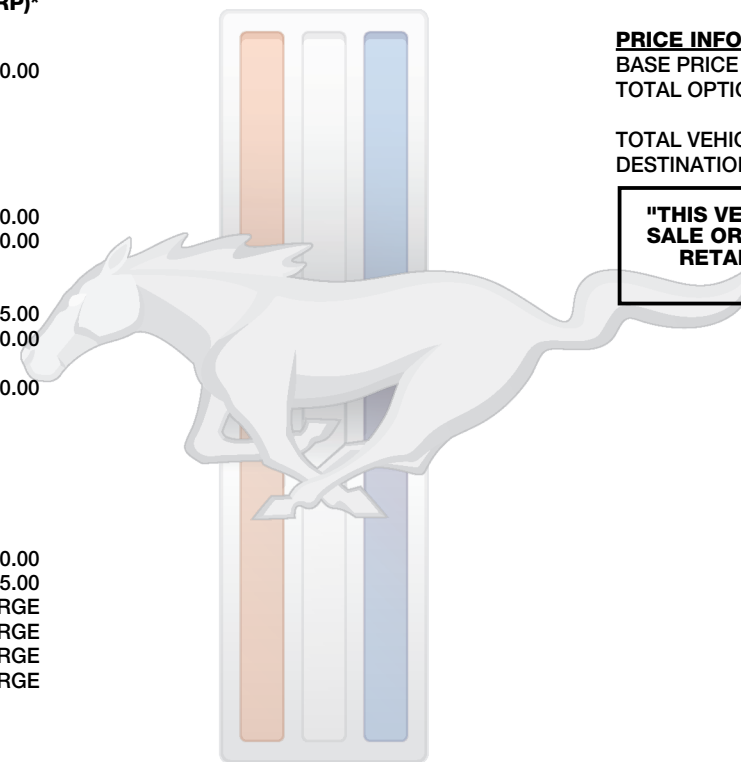 RP)*
0.00
0.00
0.00
5.00
0.00
0.00
0.00
5.00
RGE
RGE
RGE
RGE
PRICE INFO
BASE PRICE
TOTAL OPTIO
TOTAL VEHIC
DESTINATION
"THIS VE
SALE OR
RETAI